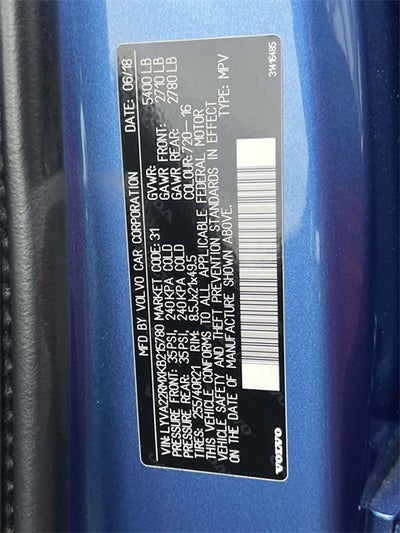 MFD BY VOLVO CAR CORPORATION 06/18
GVWR: 5400 LB
GAWR FRONT: 2710 LB
GAWR REAR: 2780 LB
VIN: LYVA22RMXKB215780 MARKET CODE: 31 COLOUR: 720--16
PRESSURE FRONT: 35PSI, 240KPA COLD
PRESSURE REAR: 35 PSI, 240KPA COLD
TIRES: 255/40R21 RIM: 8.5Jx21x49.5
THIS VEHICLE CONFORMS TO ALL APPLICABLE FEDERAL MOTOR
VEHICLE SAFETY AND THEFT PREVENTION STANDARDS IN EFFECT
ON THE DATE OF MANUFACTURE SHOWN ABOVE.
TYPE: MPV
VOLVO
31416485